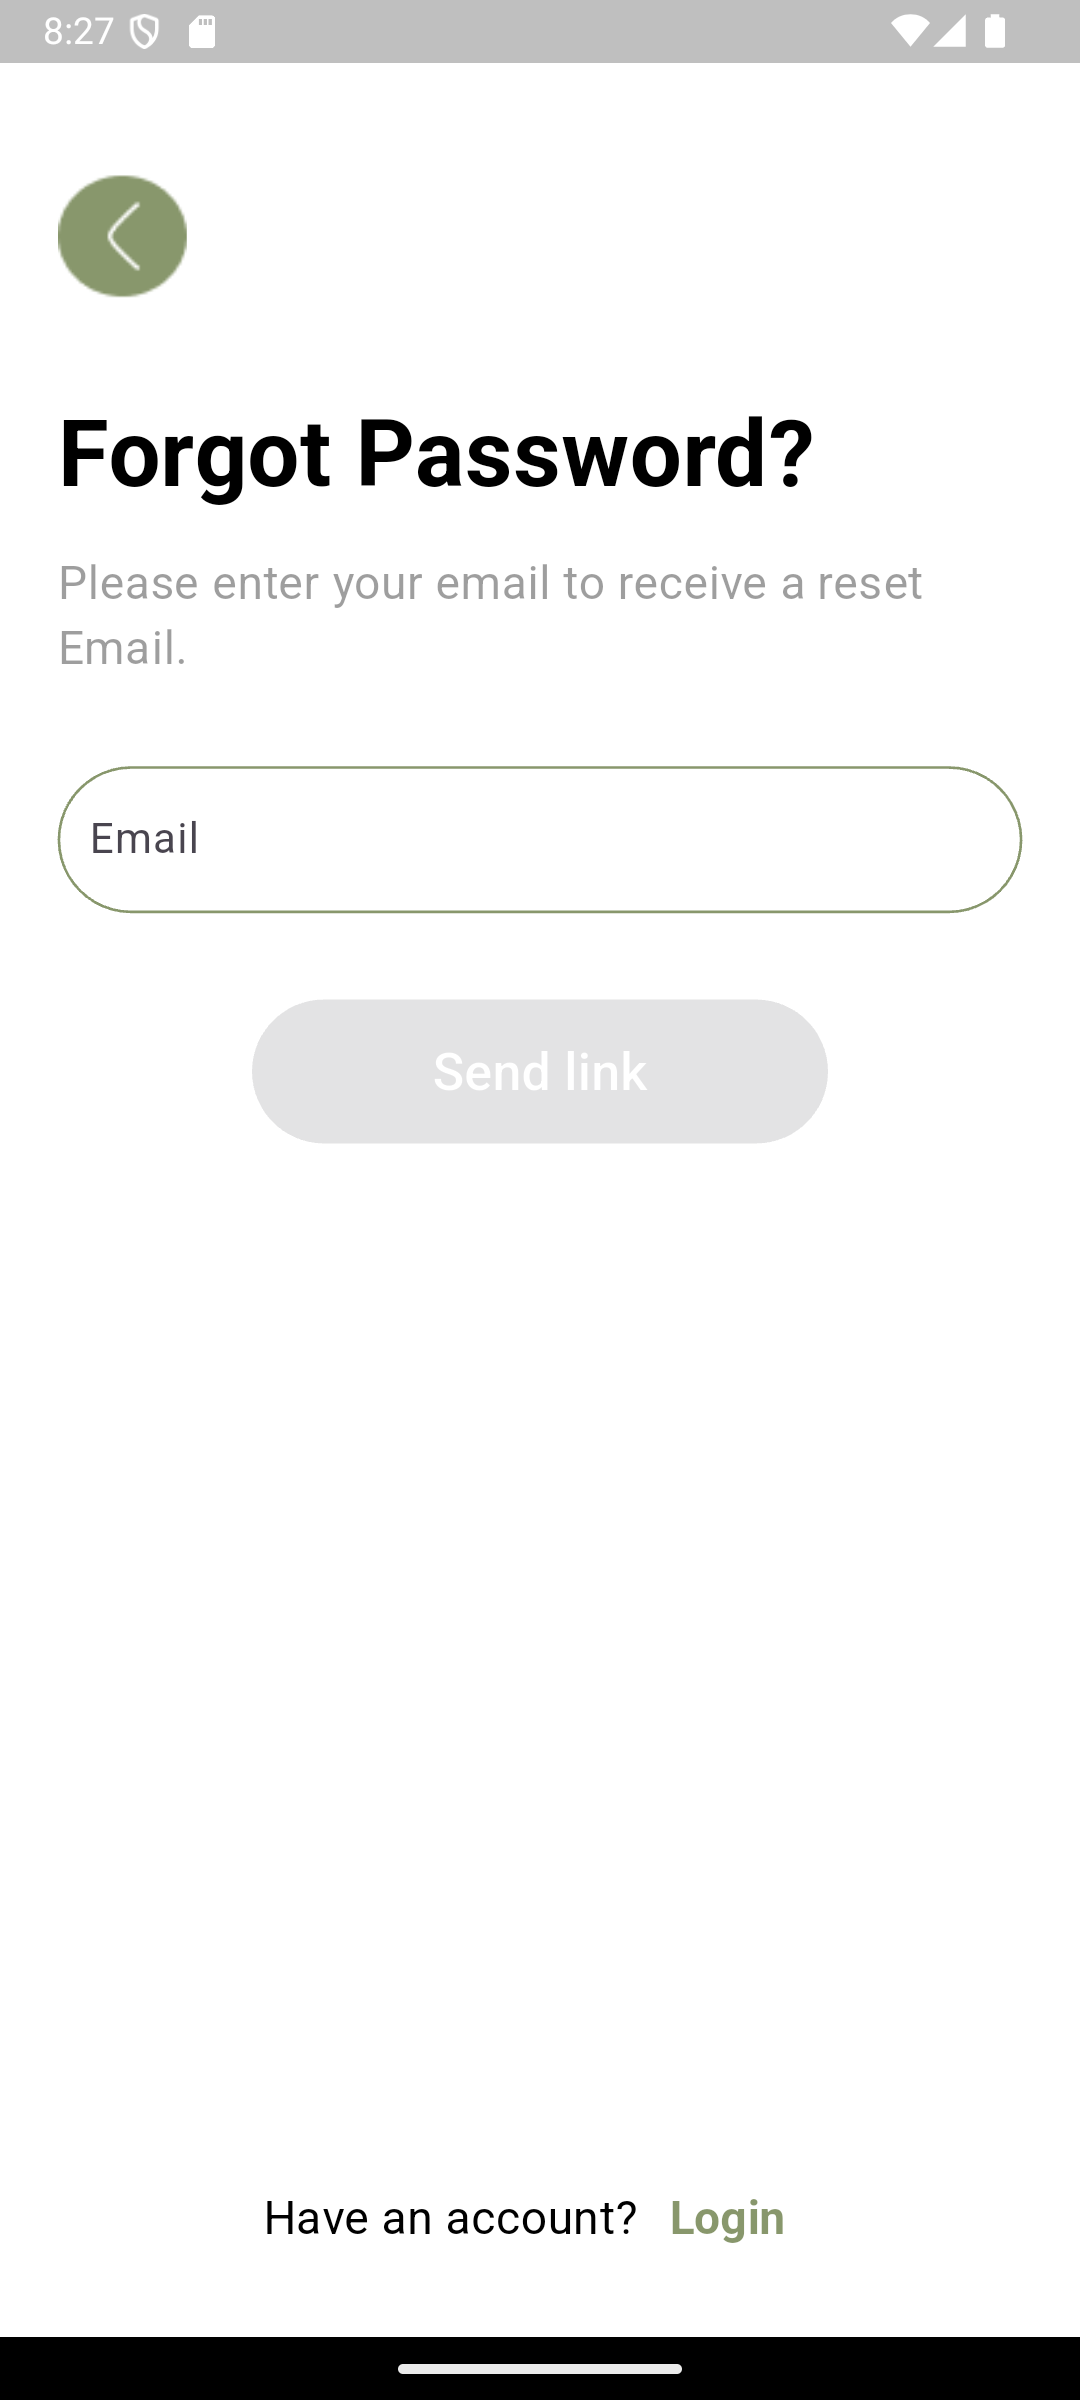 8:27
Forgot Password?
Please enter your email to receive a reset
Email.
Email
Send link
Have an account? Login